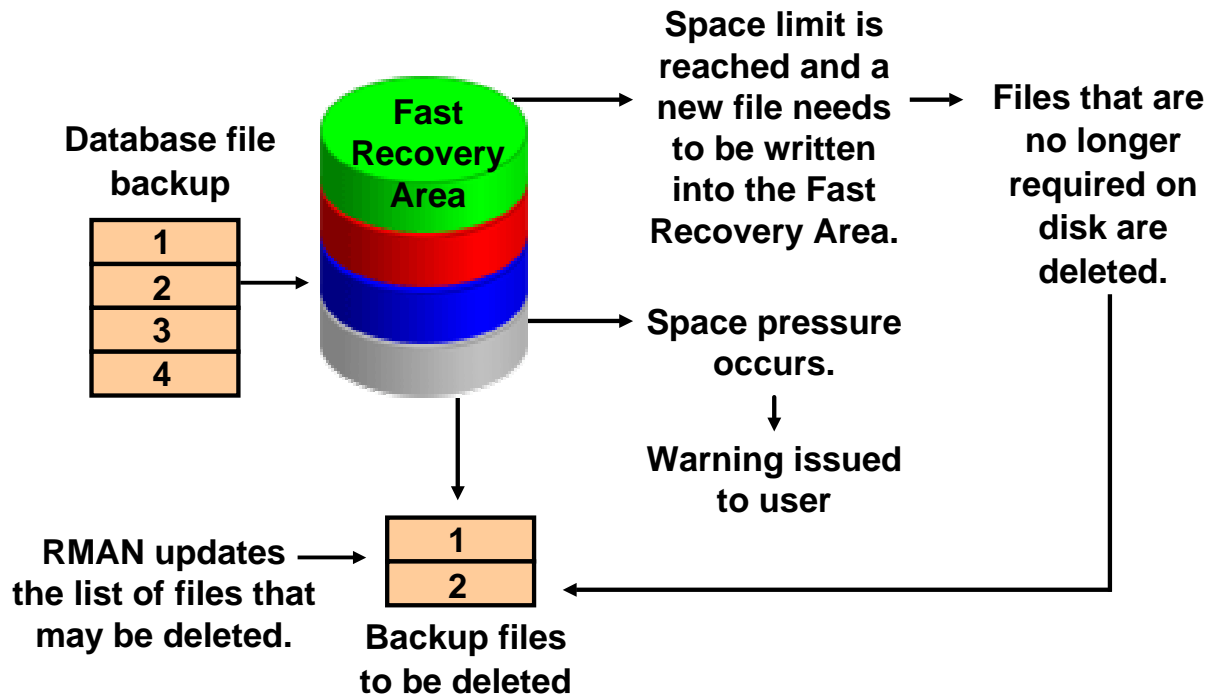 Database file
backup
1
2
3
4
Fast
Recovery
Area
Space limit is
reached and a
new file needs
to be written
into the Fast
Recovery Area.
Files that are
no longer
required on
disk are
deleted.
Space pressure
occurs.
Warning issued
to user
RMAN updates
the list of files that
may be deleted.
1
2
Backup files
to be deleted